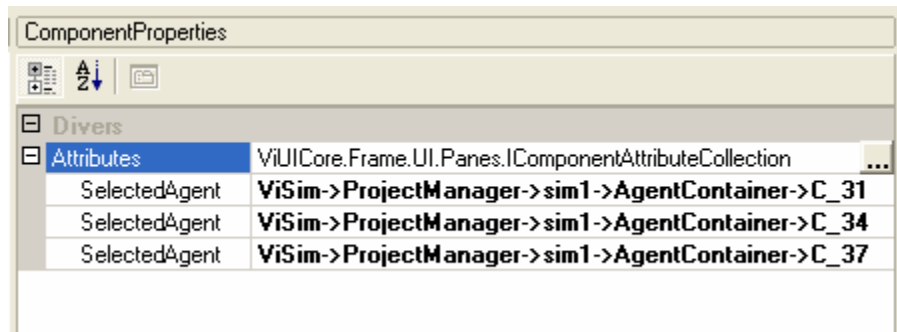 ComponentProperties
A
Z
Divers
Attributes ViUICore.Frame.UI.Panes.IComponentAttributeCollection ...
SelectedAgent ViSim->ProjectManager->sim1->AgentContainer->C_31
SelectedAgent ViSim->ProjectManager->sim1->AgentContainer->C_34
SelectedAgent ViSim->ProjectManager->sim1->AgentContainer->C_37